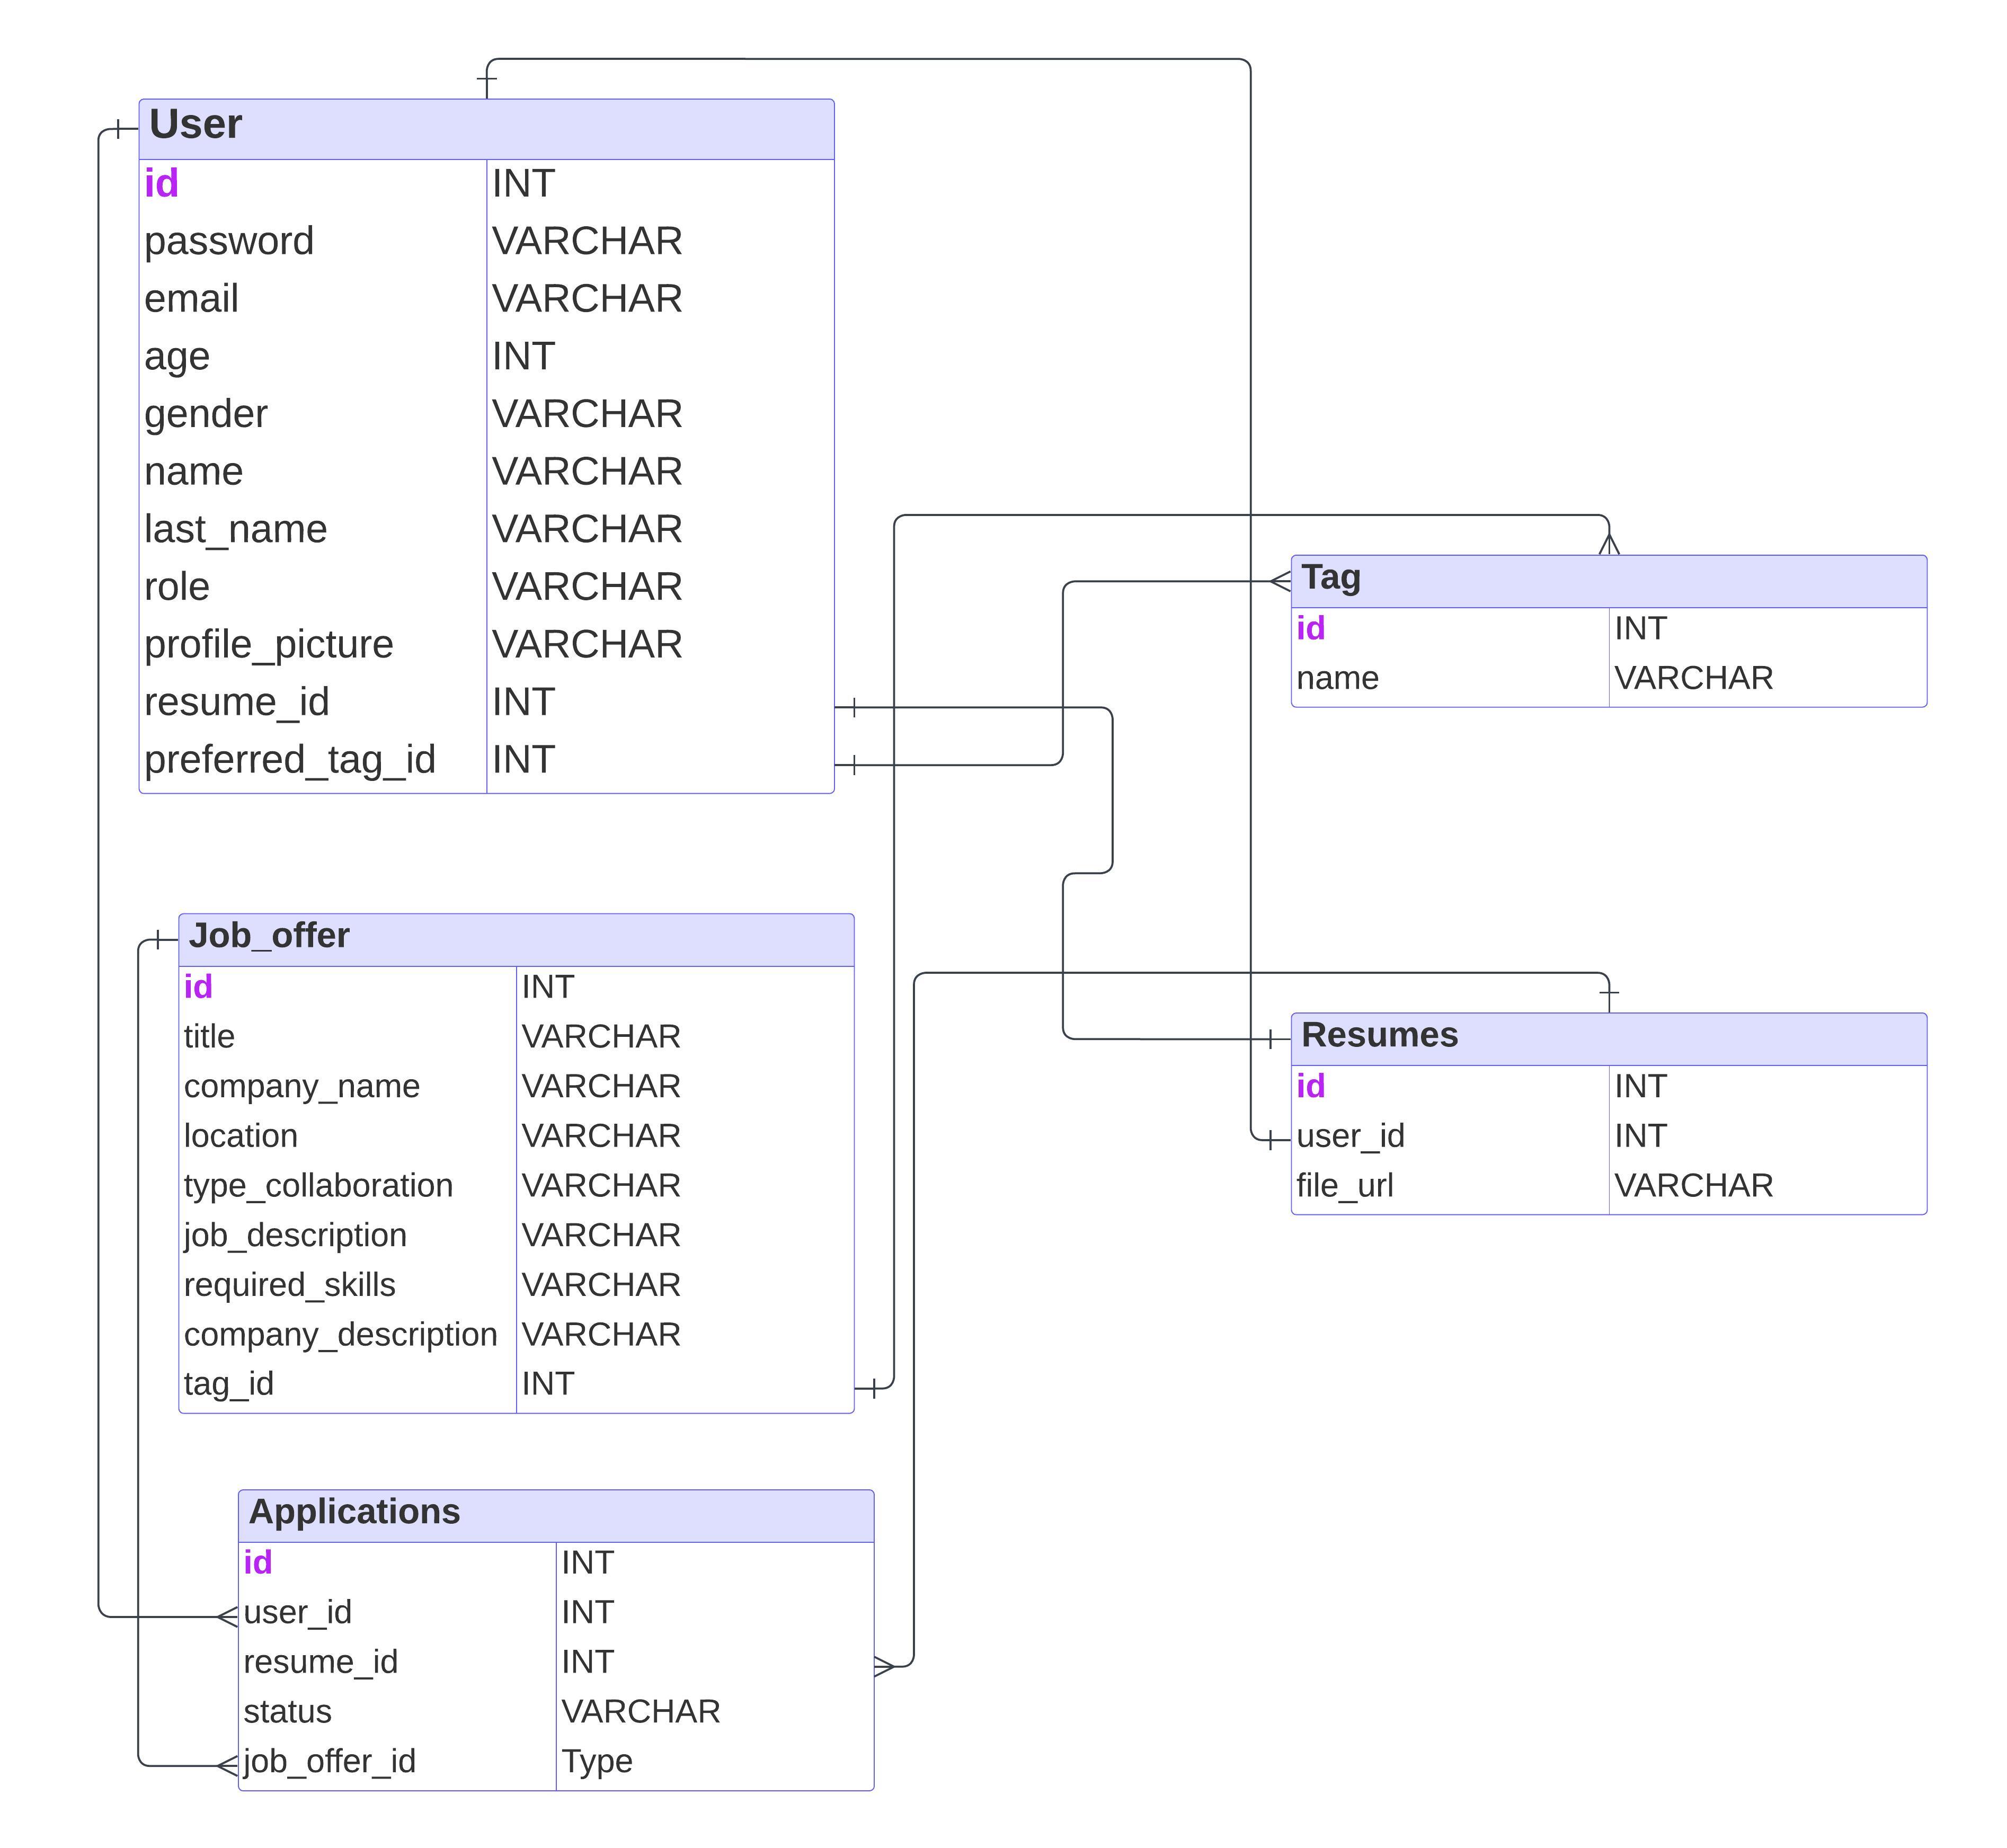 User
id INT
password VARCHAR
email VARCHAR
age INT
gender VARCHAR
name VARCHAR
last_name VARCHAR
role VARCHAR
profile_picture VARCHAR
resume_id INT
preferred_tag_id INT
Tag
id INT
name VARCHAR
Job_offer
id INT
title VARCHAR
company_name VARCHAR
location VARCHAR
type_collaboration VARCHAR
job_description VARCHAR
required_skills VARCHAR
company_description VARCHAR
tag_id INT
Resumes
id INT
user_id INT
file_url VARCHAR
Applications
id INT
user_id INT
resume_id INT
status VARCHAR
job_offer_id Type